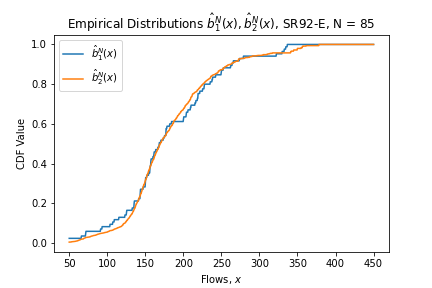 Empirical Distributions b̂₁ᴺ(x), b̂₂ᴺ(x), SR92-E, N = 85
b̂₁ᴺ(x)
b̂₂ᴺ(x)
CDF Value
1.0
0.8
0.6
0.4
0.2
0.0
50 100 150 200 250 300 350 400 450
Flows, x